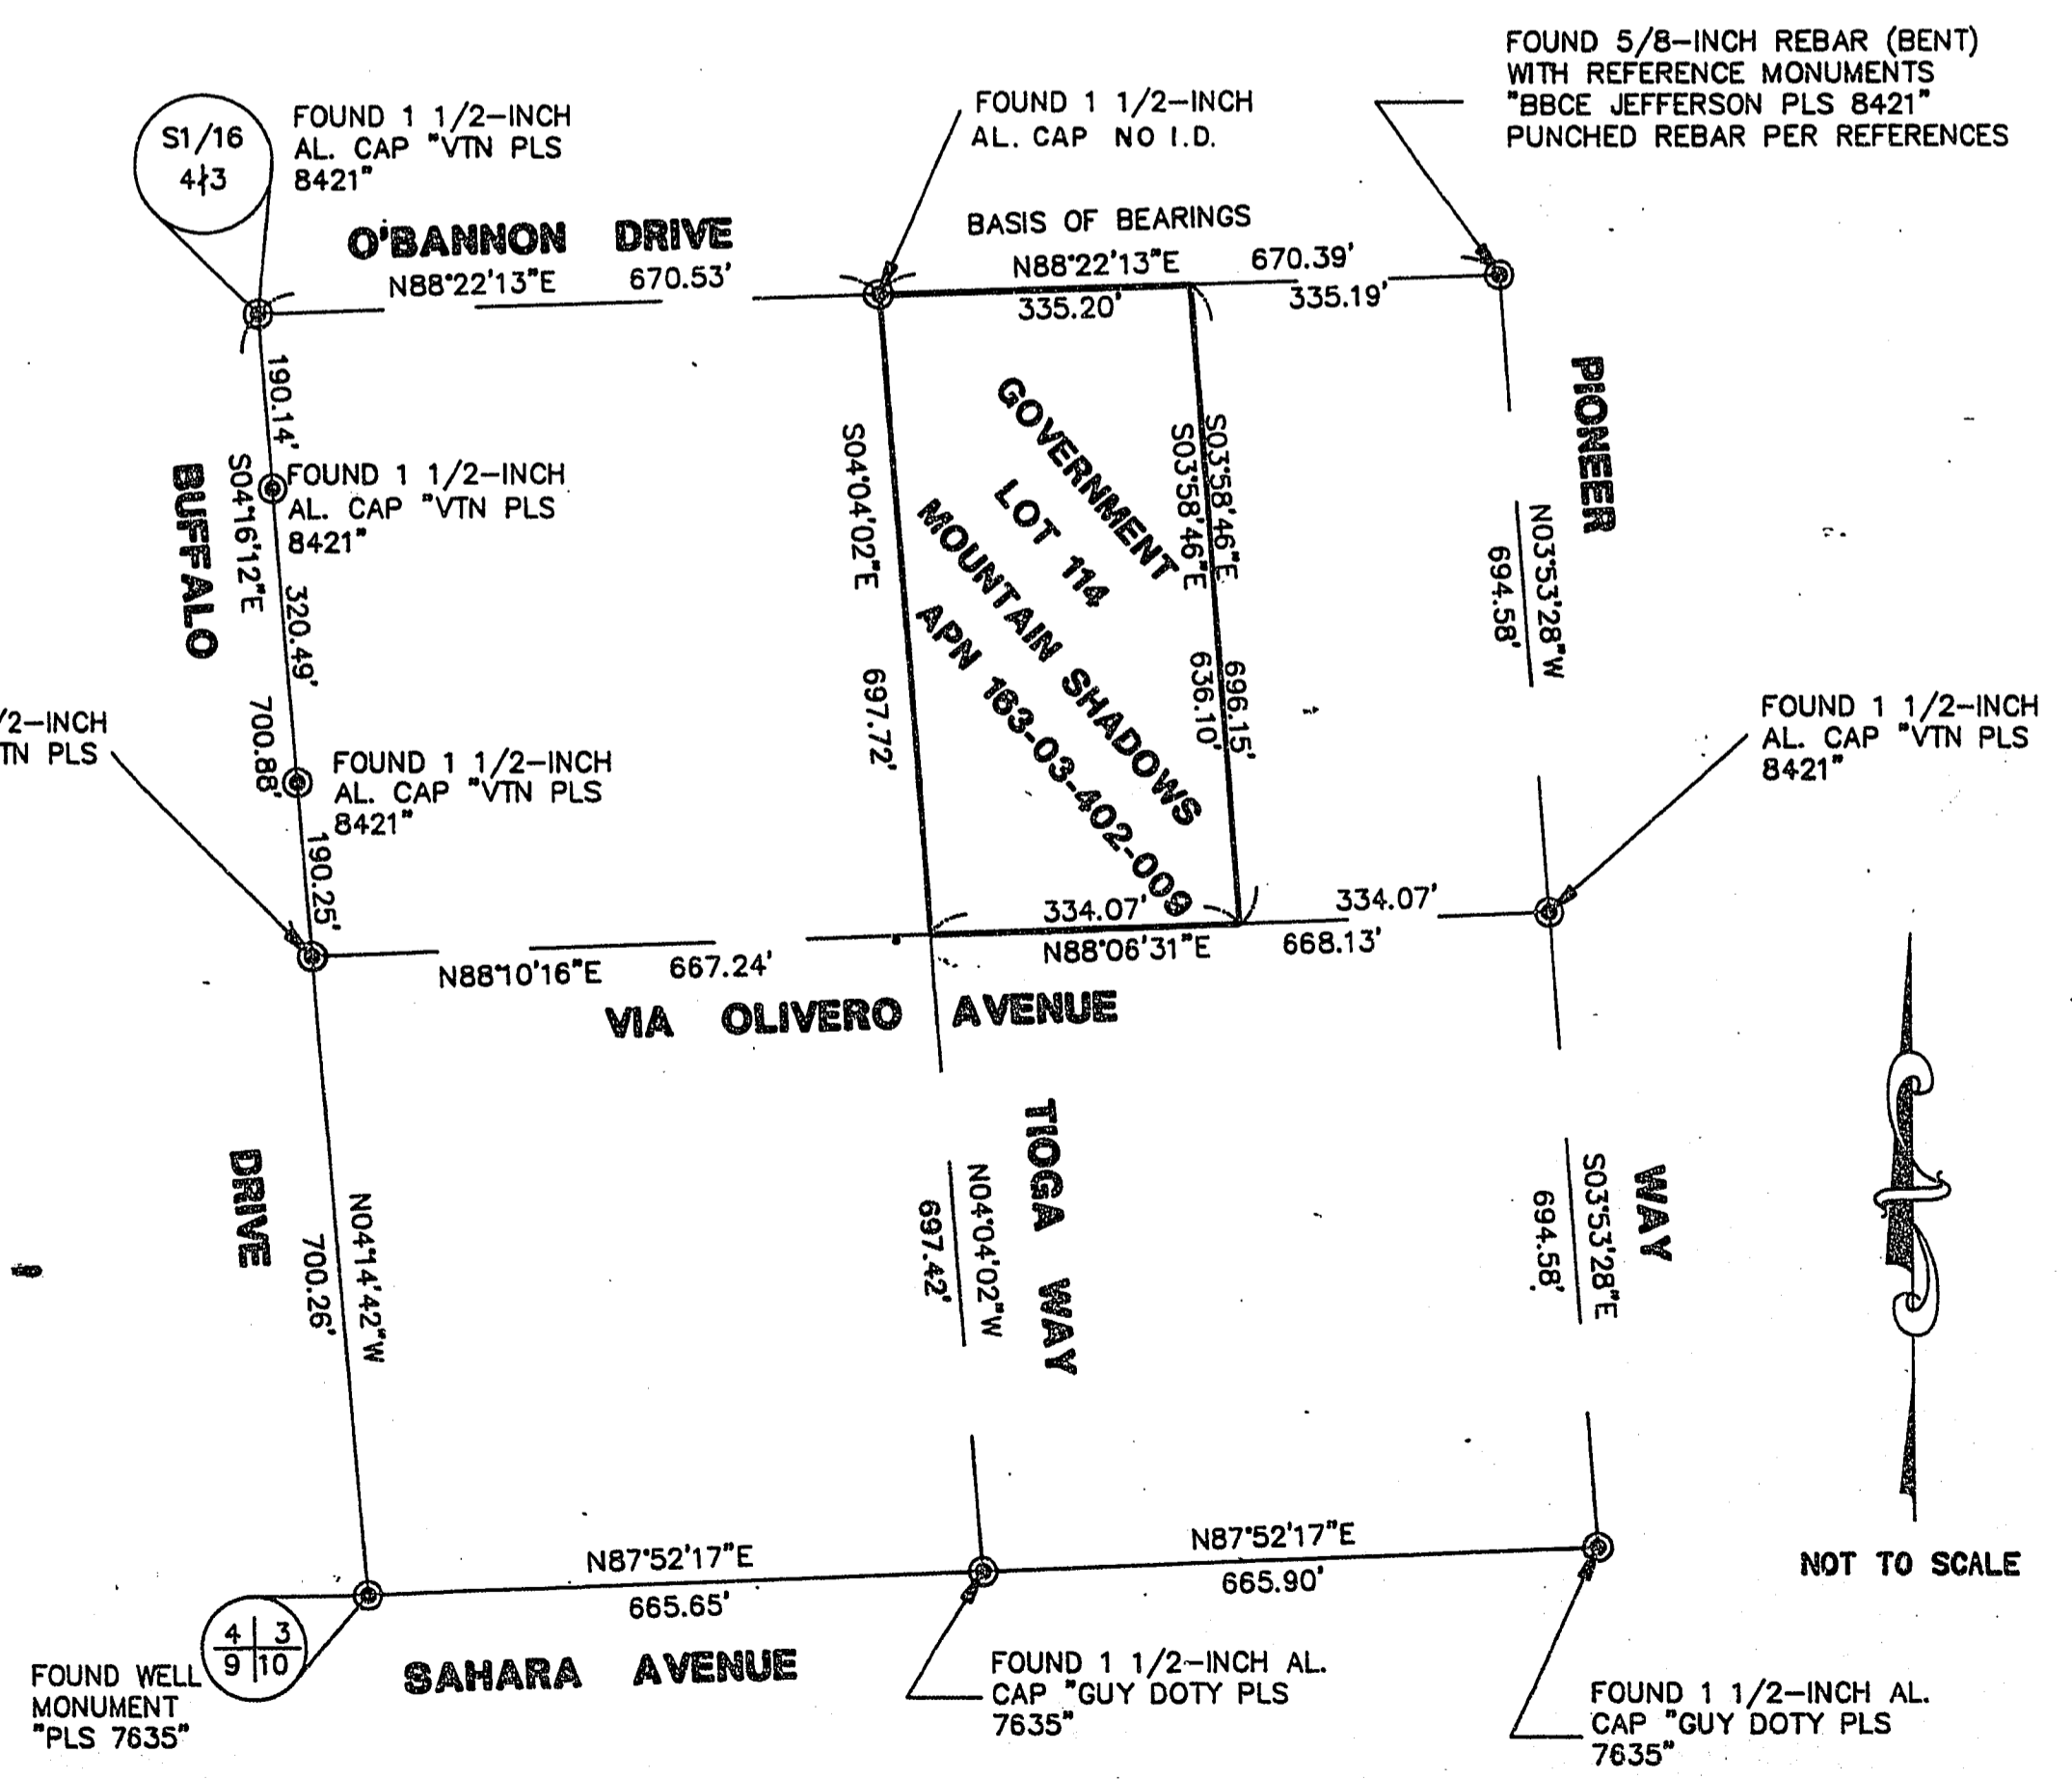 FOUND 5/8-INCH REBAR (BENT)
WITH REFERENCE MONUMENTS
"BBCE JEFFERSON PLS 8421"
PUNCHED REBAR PER REFERENCES
S1/16
4 3
FOUND 1 1/2-INCH
AL. CAP "VTN PLS
8421"
FOUND 1 1/2-INCH
AL. CAP NO I.D.
O'BANNON DRIVE
N88°22'13"E 670.53'
BASIS OF BEARINGS
N88°22'13"E 670.39'
335.20' 335.19'
190.14'
S04°16'12"E
320.49'
700.88'
190.25'
BUFFALO
FOUND 1 1/2-INCH
AL. CAP "VTN PLS
8421"
FOUND 1 1/2-INCH
AL. CAP "VTN PLS
8421"
/2-INCH
TN PLS
S04°04'02"E
697.72'
GOVERNMENT
LOT 114
MOUNTAIN SHADOWS
APN 163-03-402-009
S03°58'46"E
696.15'
S03°58'46"E
636.10'
PIONEER
N03°53'28"W
694.58'
FOUND 1 1/2-INCH
AL. CAP "VTN PLS
8421"
334.07' 334.07'
N88°06'31"E 668.13'
N88°10'16"E 667.24'
VIA OLIVERO AVENUE
DRIVE
N04°14'42"W
700.26'
TIOGA WAY
N04°04'02"W
697.42'
WAY
S03°53'28"E
694.58'
N87°52'17"E
665.65'
N87°52'17"E
665.90'
NOT TO SCALE
4 3
9 10
FOUND WELL
MONUMENT
"PLS 7635"
SAHARA AVENUE
FOUND 1 1/2-INCH AL.
CAP "GUY DOTY PLS
7635"
FOUND 1 1/2-INCH AL.
CAP "GUY DOTY PLS
7635"